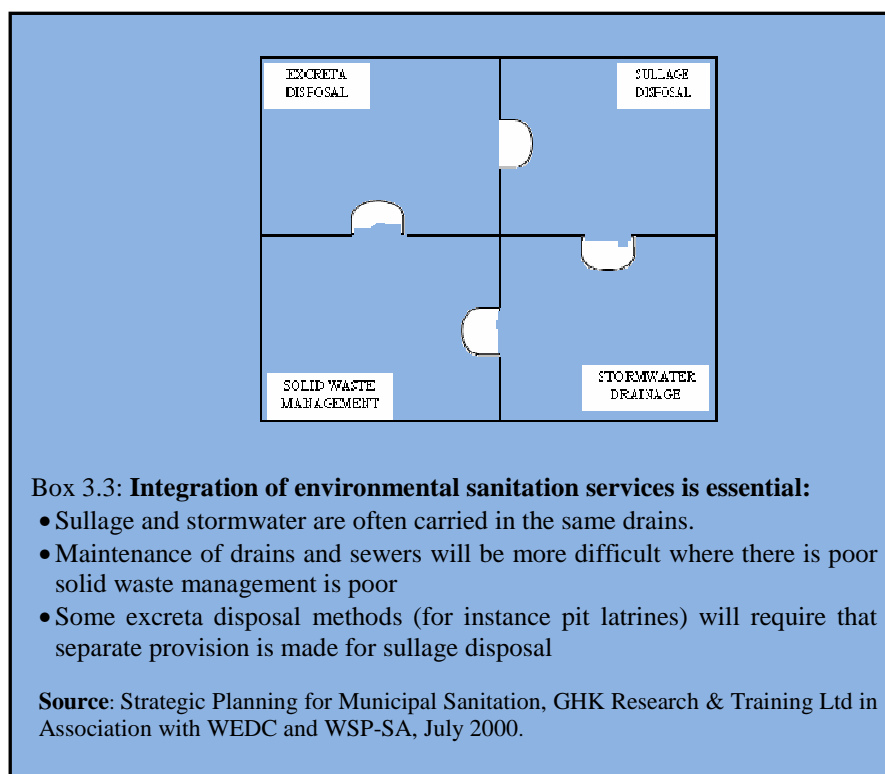 EXCRETA
DISPOSAL
SULLAGE
DISPOSAL
SOLID WASTE
MANAGEMENT
STORMWATER
DRAINAGE
Box 3.3: Integration of environmental sanitation services is essential:
• Sullage and stormwater are often carried in the same drains.
• Maintenance of drains and sewers will be more difficult where there is poor
solid waste management is poor
• Some excreta disposal methods (for instance pit latrines) will require that
separate provision is made for sullage disposal
Source: Strategic Planning for Municipal Sanitation, GHK Research & Training Ltd in
Association with WEDC and WSP-SA, July 2000.